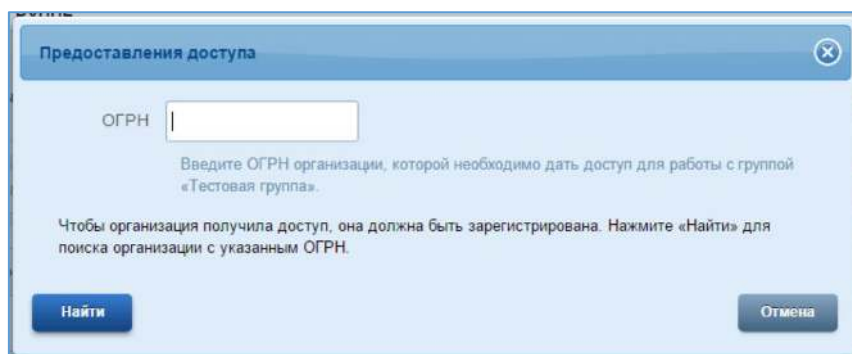 Предоставления доступа
ОГРН
Введите ОГРН организации, которой необходимо дать доступ для работы с группой
«Тестовая группа».
Чтобы организация получила доступ, она должна быть зарегистрирована. Нажмите «Найти» для
поиска организации с указанным ОГРН.
Найти
Отмена